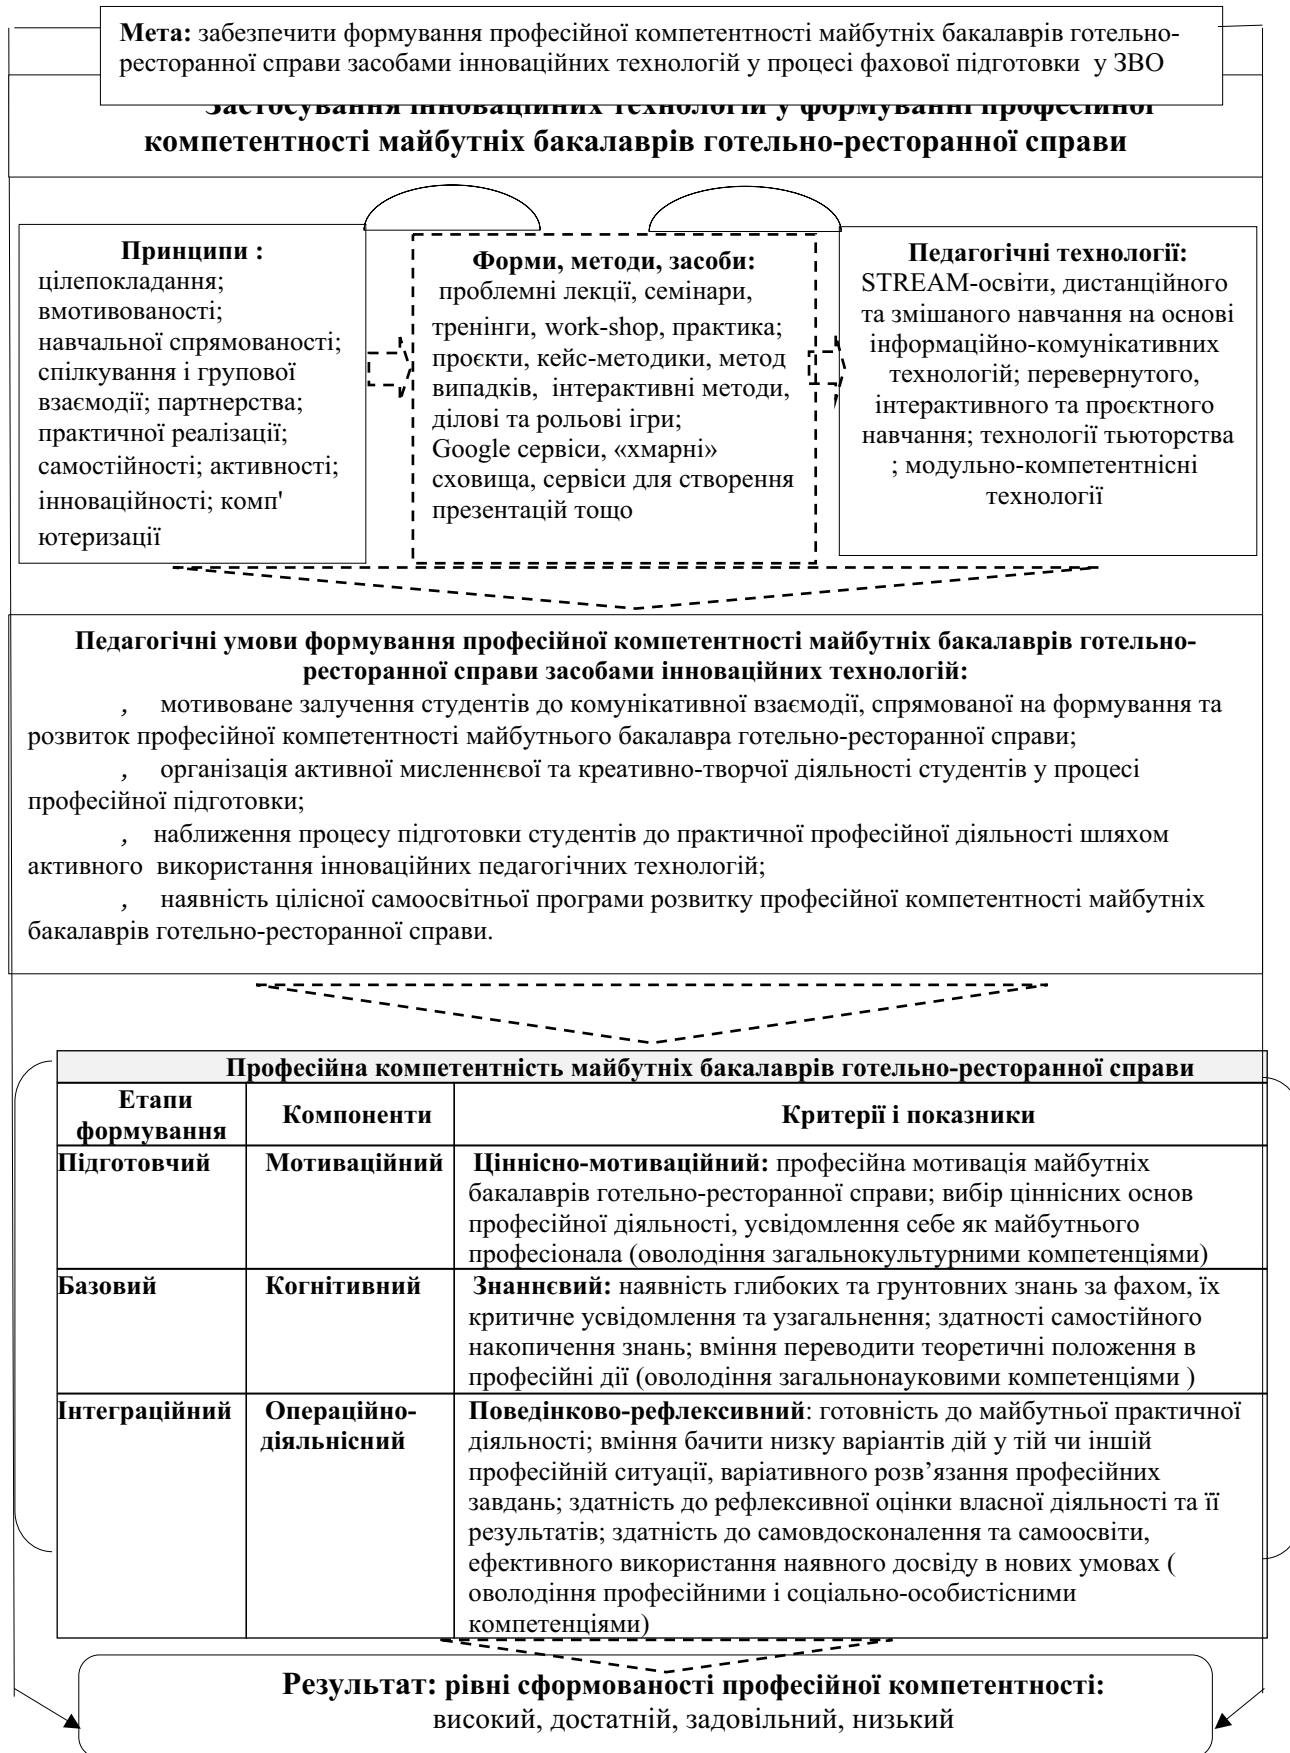 Мета: забезпечити формування професійної компетентності майбутніх бакалаврів готельно-
ресторанної справи засобами інноваційних технологій у процесі фахової підготовки у ЗВО
Застосування інноваційних технологій у формуванні професійної
компетентності майбутніх бакалаврів готельно-ресторанної справи
Принципи :
цілепокладання;
вмотивованості;
навчальної спрямованості;
спілкування і групової
взаємодії; партнерства;
практичної реалізації;
самостійності; активності;
інноваційності; комп'
ютеризації
Форми, методи, засоби:
проблемні лекції, семінари,
тренінги, work-shop, практика;
проєкти, кейс-методики, метод
випадків, інтерактивні методи,
ділові та рольові ігри;
Google сервіси, «хмарні»
сховища, сервіси для створення
презентацій тощо
Педагогічні технології:
STREAM-освіти, дистанційного
та змішаного навчання на основі
інформаційно-комунікативних
технологій; перевернутого,
інтерактивного та проєктного
навчання; технології тьюторства
; модульно-компетентнісні
технології
Педагогічні умови формування професійної компетентності майбутніх бакалаврів готельно-
ресторанної справи засобами інноваційних технологій:
, мотивоване залучення студентів до комунікативної взаємодії, спрямованої на формування та
розвиток професійної компетентності майбутнього бакалавра готельно-ресторанної справи;
, організація активної мисленнєвої та креативно-творчої діяльності студентів у процесі
професійної підготовки;
, наближення процесу підготовки студентів до практичної професійної діяльності шляхом
активного використання інноваційних педагогічних технологій;
, наявність цілісної самоосвітньої програми розвитку професійної компетентності майбутніх
бакалаврів готельно-ресторанної справи.
Професійна компетентність майбутніх бакалаврів готельно-ресторанної справи
Етапи
формування
Компоненти
Критерії і показники
Підготовчий
Мотиваційний
Ціннісно-мотиваційний: професійна мотивація майбутніх
бакалаврів готельно-ресторанної справи; вибір ціннісних основ
професійної діяльності, усвідомлення себе як майбутнього
професіонала (оволодіння загальнокультурними компетенціями)
Базовий
Когнітивний
Знаннєвий: наявність глибоких та грунтовних знань за фахом, їх
критичне усвідомлення та узагальнення; здатності самостійного
накопичення знань; вміння переводити теоретичні положення в
професійні дії (оволодіння загальнонауковими компетенціями )
Інтеграційний
Операційно-
діяльнісний
Поведінково-рефлексивний: готовність до майбутньої практичної
діяльності; вміння бачити низку варіантів дій у тій чи іншій
професійній ситуації, варіативного розв’язання професійних
завдань; здатність до рефлексивної оцінки власної діяльності та її
результатів; здатність до самовдосконалення та самоосвіти,
ефективного використання наявного досвіду в нових умовах (
оволодіння професійними і соціально-особистісними
компетенціями)
Результат: рівні сформованості професійної компетентності:
високий, достатній, задовільний, низький